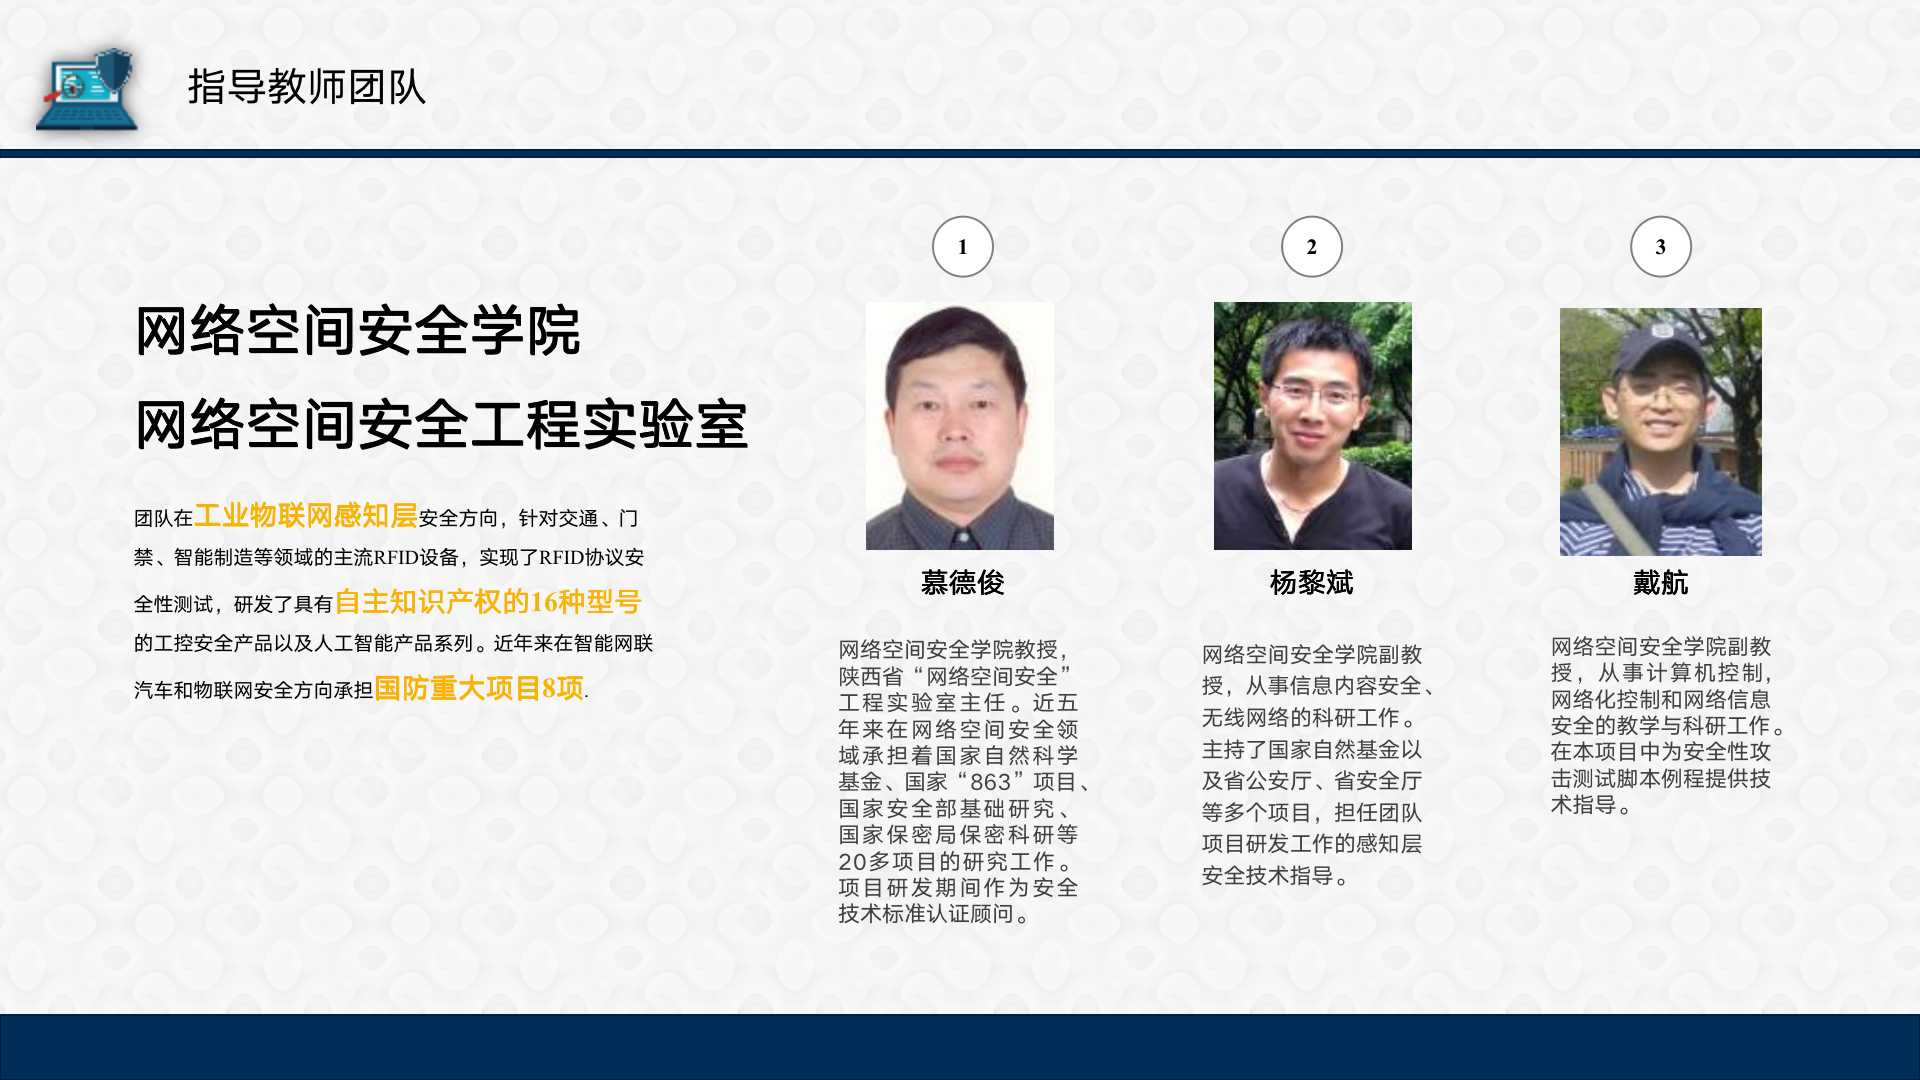 指导教师团队
网络空间安全学院
网络空间安全工程实验室
团队在工业物联网感知层安全方向，针对交通、门
禁、智能制造等领域的主流RFID设备，实现了RFID协议安
全性测试，研发了具有自主知识产权的16种型号
的工控安全产品以及人工智能产品系列。近年来在智能网联
汽车和物联网安全方向承担国防重大项目8项.
1
慕德俊
网络空间安全学院教授，
陕西省“网络空间安全”
工程实验室主任。近五
年来在网络空间安全领
域承担着国家自然科学
基金、国家“863”项目、
国家安全部基础研究、
国家保密局保密科研等
20多项目的研究工作。
项目研发期间作为安全
技术标准认证顾问。
2
杨黎斌
网络空间安全学院副教
授，从事信息内容安全、
无线网络的科研工作。
主持了国家自然基金以
及省公安厅、省安全厅
等多个项目，担任团队
项目研发工作的感知层
安全技术指导。
3
戴航
网络空间安全学院副教
授，从事计算机控制，
网络化控制和网络信息
安全的教学与科研工作。
在本项目中为安全性攻
击测试脚本例程提供技
术指导。